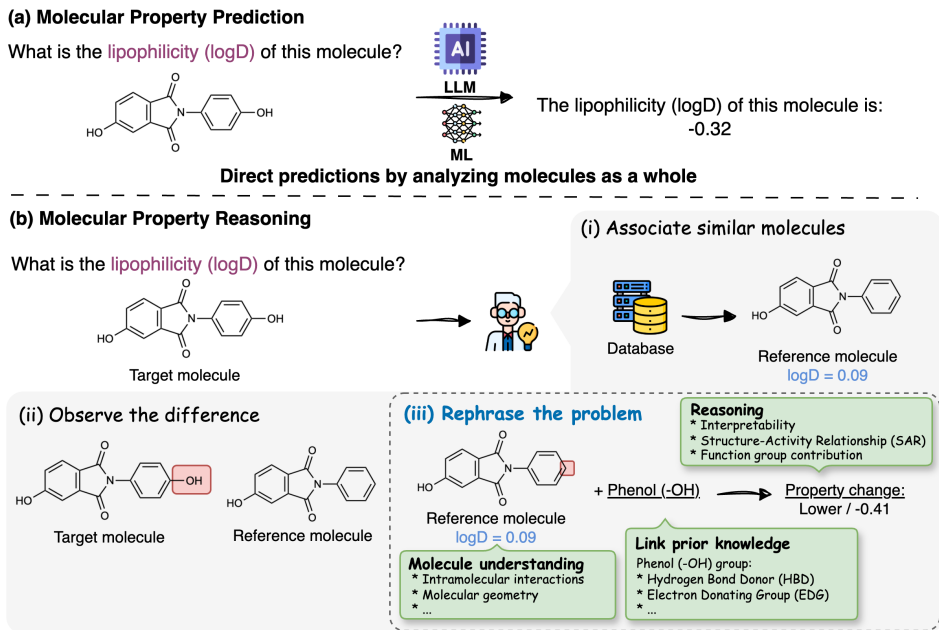 (a) Molecular Property Prediction
What is the lipophilicity (logD) of this molecule?
AI
LLM
ML
O
N
OH
HO
O
The lipophilicity (logD) of this molecule is:
-0.32
Direct predictions by analyzing molecules as a whole
(b) Molecular Property Reasoning
What is the lipophilicity (logD) of this molecule?
O
N
OH
HO
O
Target molecule
(i) Associate similar molecules
Database
O
N
HO
O
Reference molecule
logD = 0.09
(ii) Observe the difference
O
N
OH
HO
O
Target molecule
O
N
HO
O
Reference molecule
(iii) Rephrase the problem
O
N
HO
O
Reference molecule
logD = 0.09
Molecule understanding
* Intramolecular interactions
* Molecular geometry
* ...
+ Phenol (-OH)
Link prior knowledge
Phenol (-OH) group:
* Hydrogen Bond Donor (HBD)
* Electron Donating Group (EDG)
* ...
Reasoning
* Interpretability
* Structure-Activity Relationship (SAR)
* Function group contribution
Property change:
Lower / -0.41